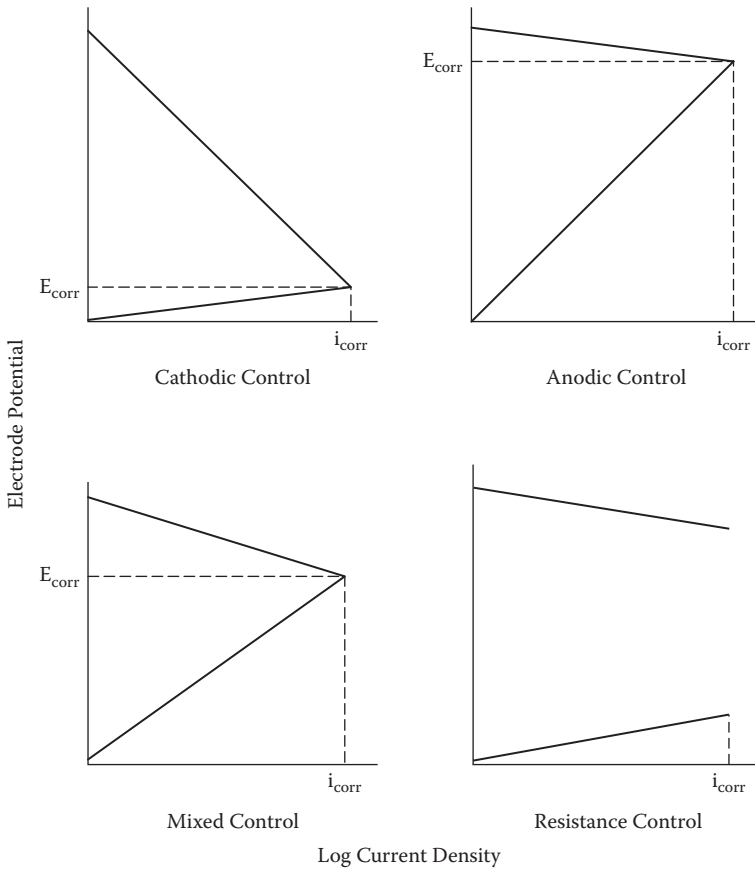 E_corr
i_corr
Cathodic Control
E_corr
i_corr
Anodic Control
Electrode Potential
E_corr
i_corr
Mixed Control
i_corr
Resistance Control
Log Current Density